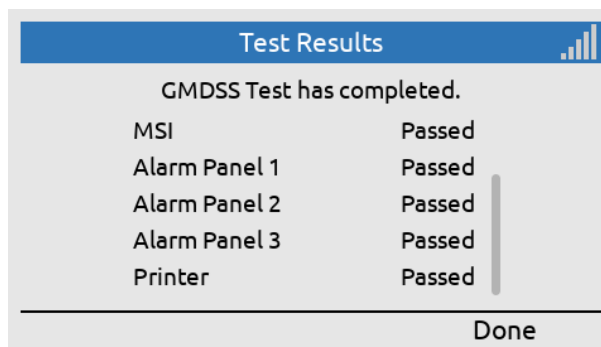 Test Results
GMDSS Test has completed.
MSI Passed
Alarm Panel 1 Passed
Alarm Panel 2 Passed
Alarm Panel 3 Passed
Printer Passed
Done